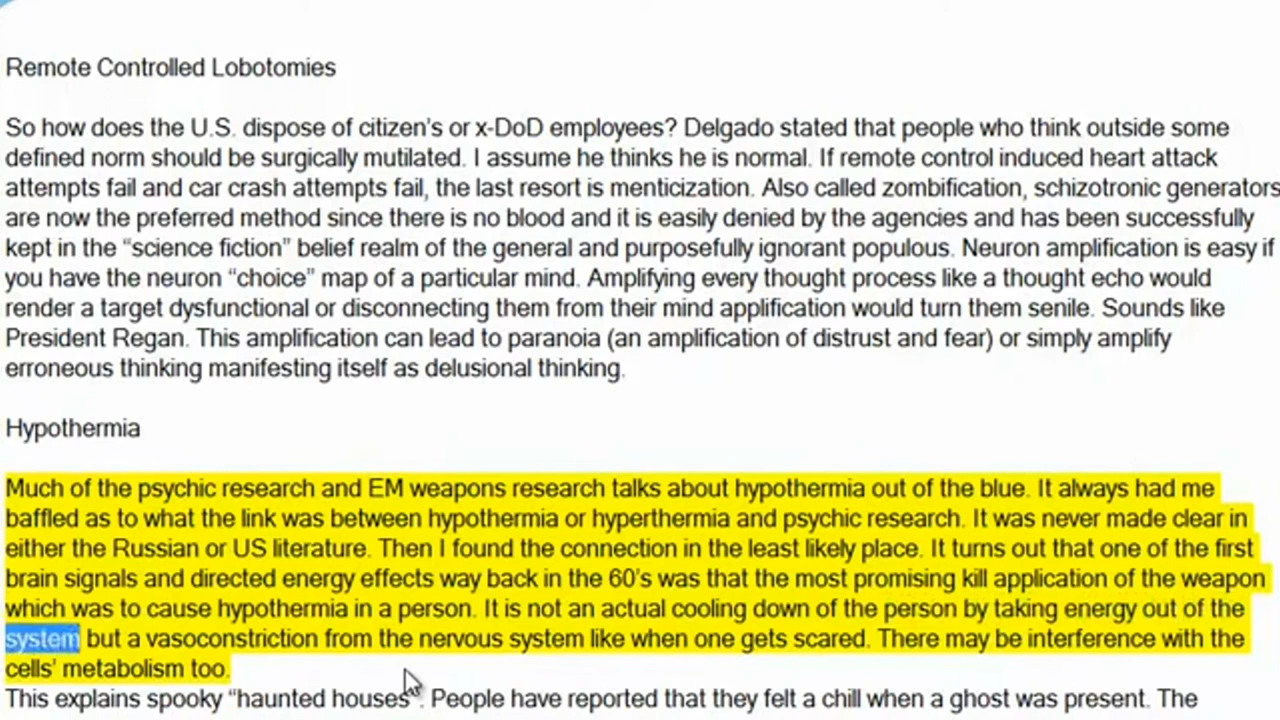 Remote Controlled Lobotomies
So how does the U.S. dispose of citizen's or x-DoD employees? Delgado stated that people who think outside some
defined norm should be surgically mutilated. I assume he thinks he is normal. If remote control induced heart attack
attempts fail and car crash attempts fail, the last resort is menticization. Also called zombification, schizotronic generators
are now the preferred method since there is no blood and it is easily denied by the agencies and has been successfully
kept in the “science fiction” belief realm of the general and purposefully ignorant populous. Neuron amplification is easy if
you have the neuron “choice” map of a particular mind. Amplifying every thought process like a thought echo would
render a target dysfunctional or disconnecting them from their mind applification would turn them senile. Sounds like
President Regan. This amplification can lead to paranoia (an amplification of distrust and fear) or simply amplify
erroneous thinking manifesting itself as delusional thinking.
Hypothermia
Much of the psychic research and EM weapons research talks about hypothermia out of the blue. It always had me
baffled as to what the link was between hypothermia or hyperthermia and psychic research. It was never made clear in
either the Russian or US literature. Then I found the connection in the least likely place. It turns out that one of the first
brain signals and directed energy effects way back in the 60's was that the most promising kill application of the weapon
which was to cause hypothermia in a person. It is not an actual cooling down of the person by taking energy out of the
system but a vasoconstriction from the nervous system like when one gets scared. There may be interference with the
cells' metabolism too.
This explains spooky “haunted houses”. People have reported that they felt a chill when a ghost was present. The